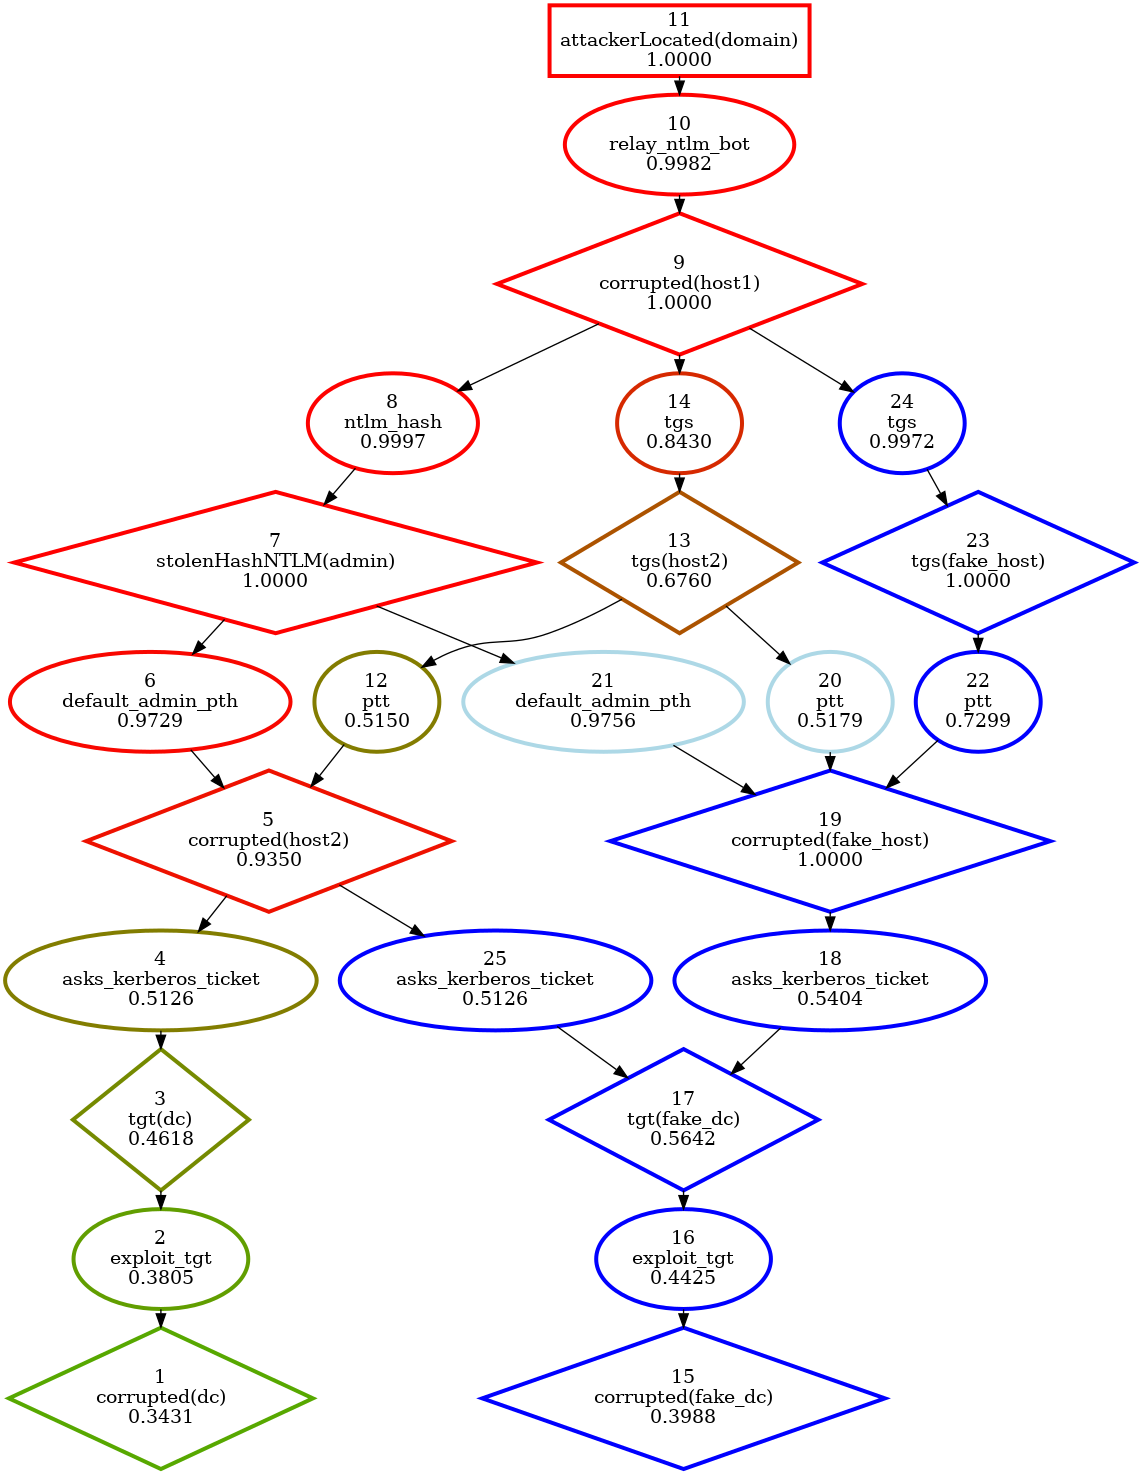 11
attackerLocated(domain)
1.0000
10
relay_ntlm_bot
0.9982
9
corrupted(host1)
1.0000
8
ntlm_hash
0.9997
14
tgs
0.8430
24
tgs
0.9972
7
stolenHashNTLM(admin)
1.0000
13
tgs(host2)
0.6760
23
tgs(fake_host)
1.0000
6
default_admin_pth
0.9729
12
ptt
0.5150
21
default_admin_pth
0.9756
20
ptt
0.5179
22
ptt
0.7299
5
corrupted(host2)
0.9350
19
corrupted(fake_host)
1.0000
4
asks_kerberos_ticket
0.5126
25
asks_kerberos_ticket
0.5126
18
asks_kerberos_ticket
0.5404
3
tgt(dc)
0.4618
17
tgt(fake_dc)
0.5642
2
exploit_tgt
0.3805
16
exploit_tgt
0.4425
1
corrupted(dc)
0.3431
15
corrupted(fake_dc)
0.3988